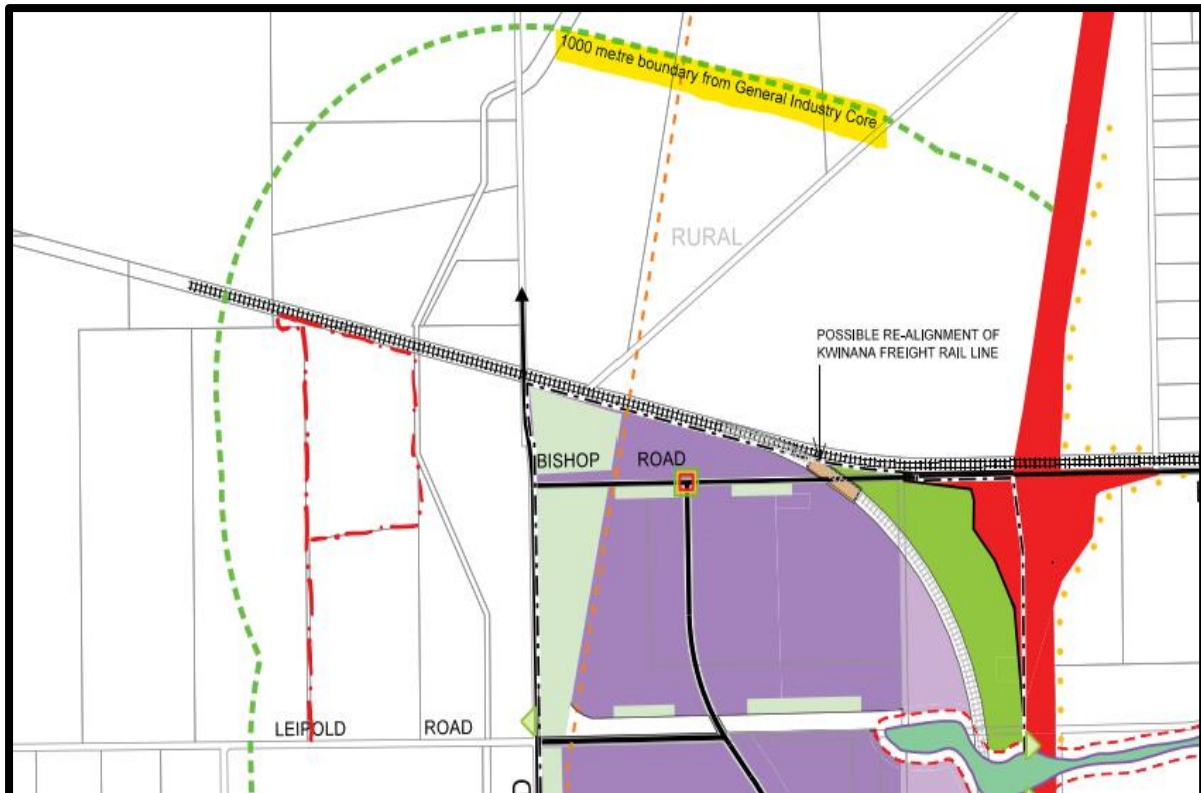 1000 metre boundary from General Industry Core
RURAL
POSSIBLE RE-ALIGNMENT OF
KWINANA FREIGHT RAIL LINE
BISHOP ROAD
LEIPOLD ROAD